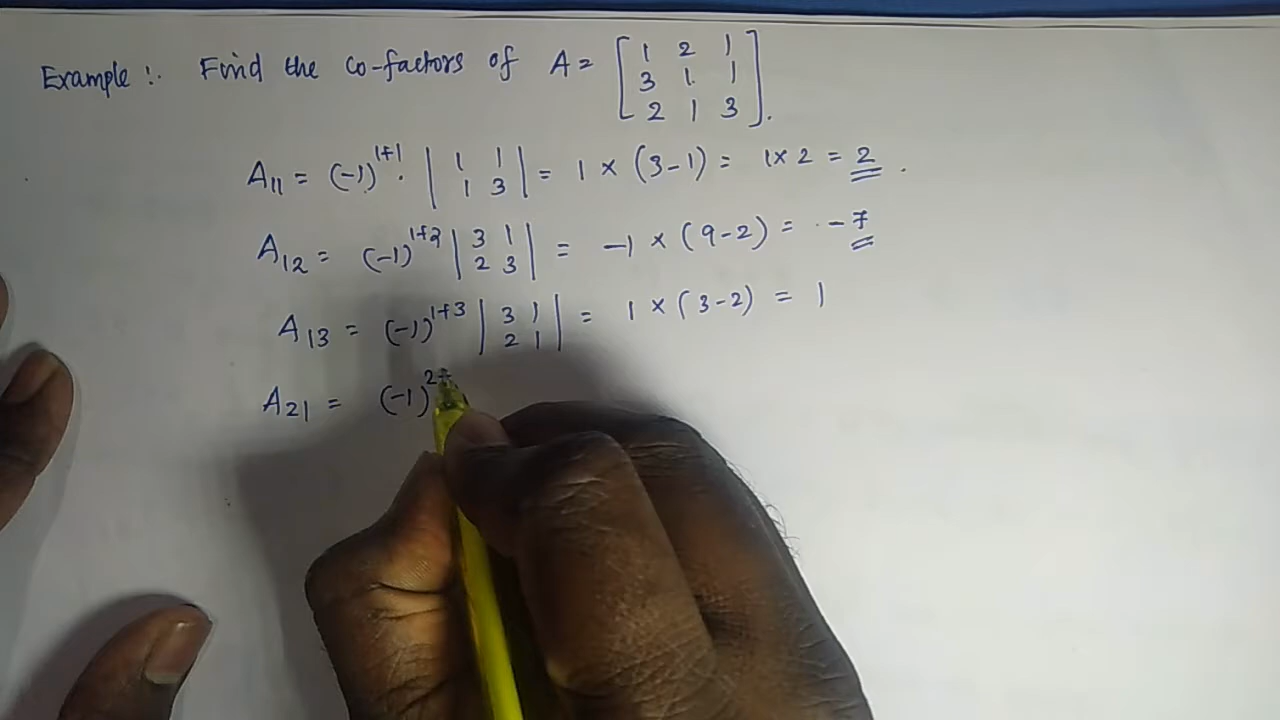 Example :. Find the co-factors of A = [ 1 2 1
3 1 1
2 1 3 ].
A11 = (-1)^1+1 . | 1 1
1 3 | = 1 × (3-1) = 1×2 = 2 .
A12 = (-1)^1+2 | 3 1
2 3 | = -1 × (9-2) = -7
A13 = (-1)^1+3 | 3 1
2 1 | = 1 × (3-2) = 1
A21 = (-1)^2+